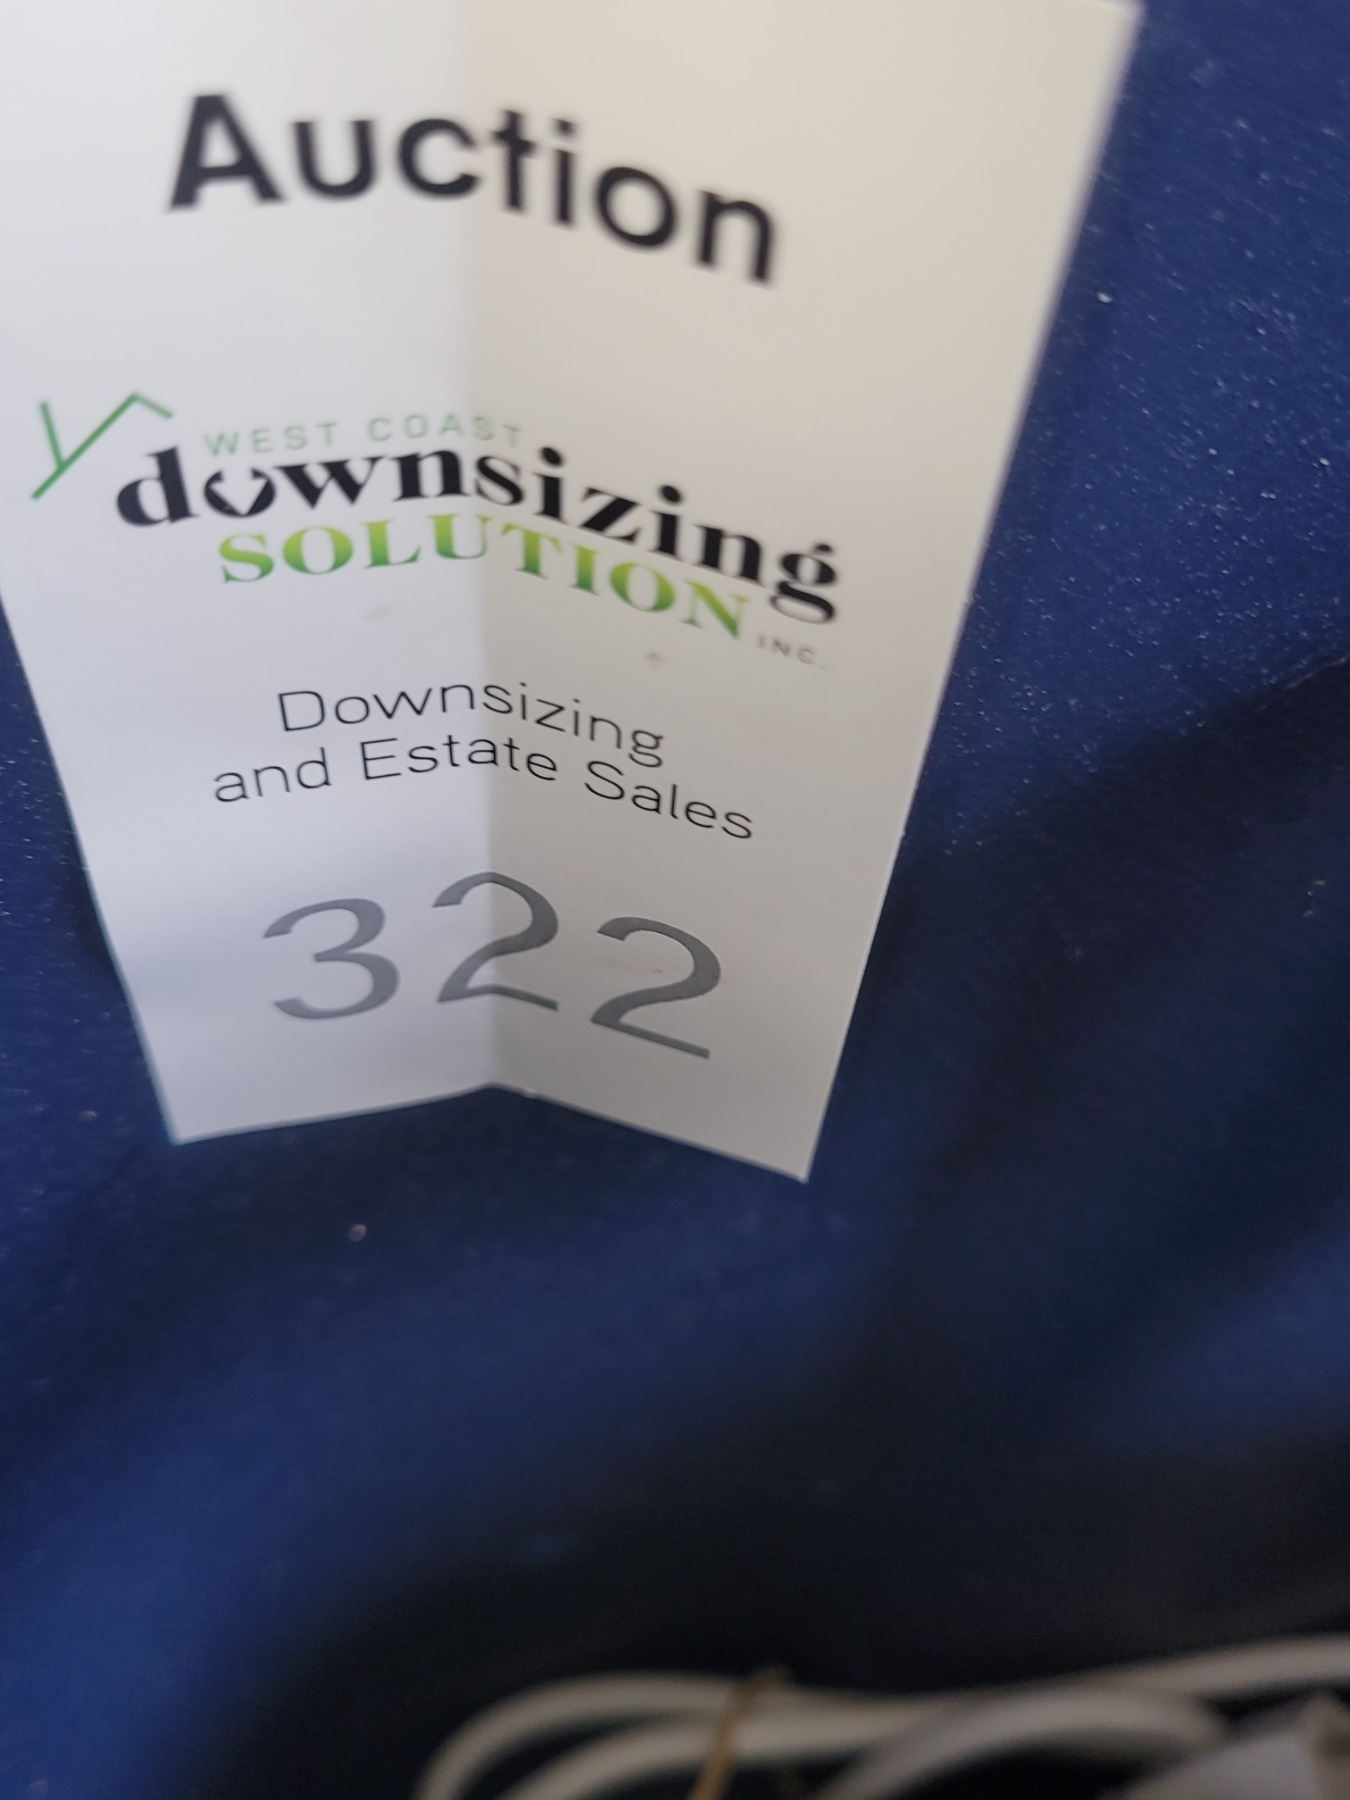 Auction
WEST COAST
downsizing
SOLUTION
INC.
Downsizing
and Estate Sales
322